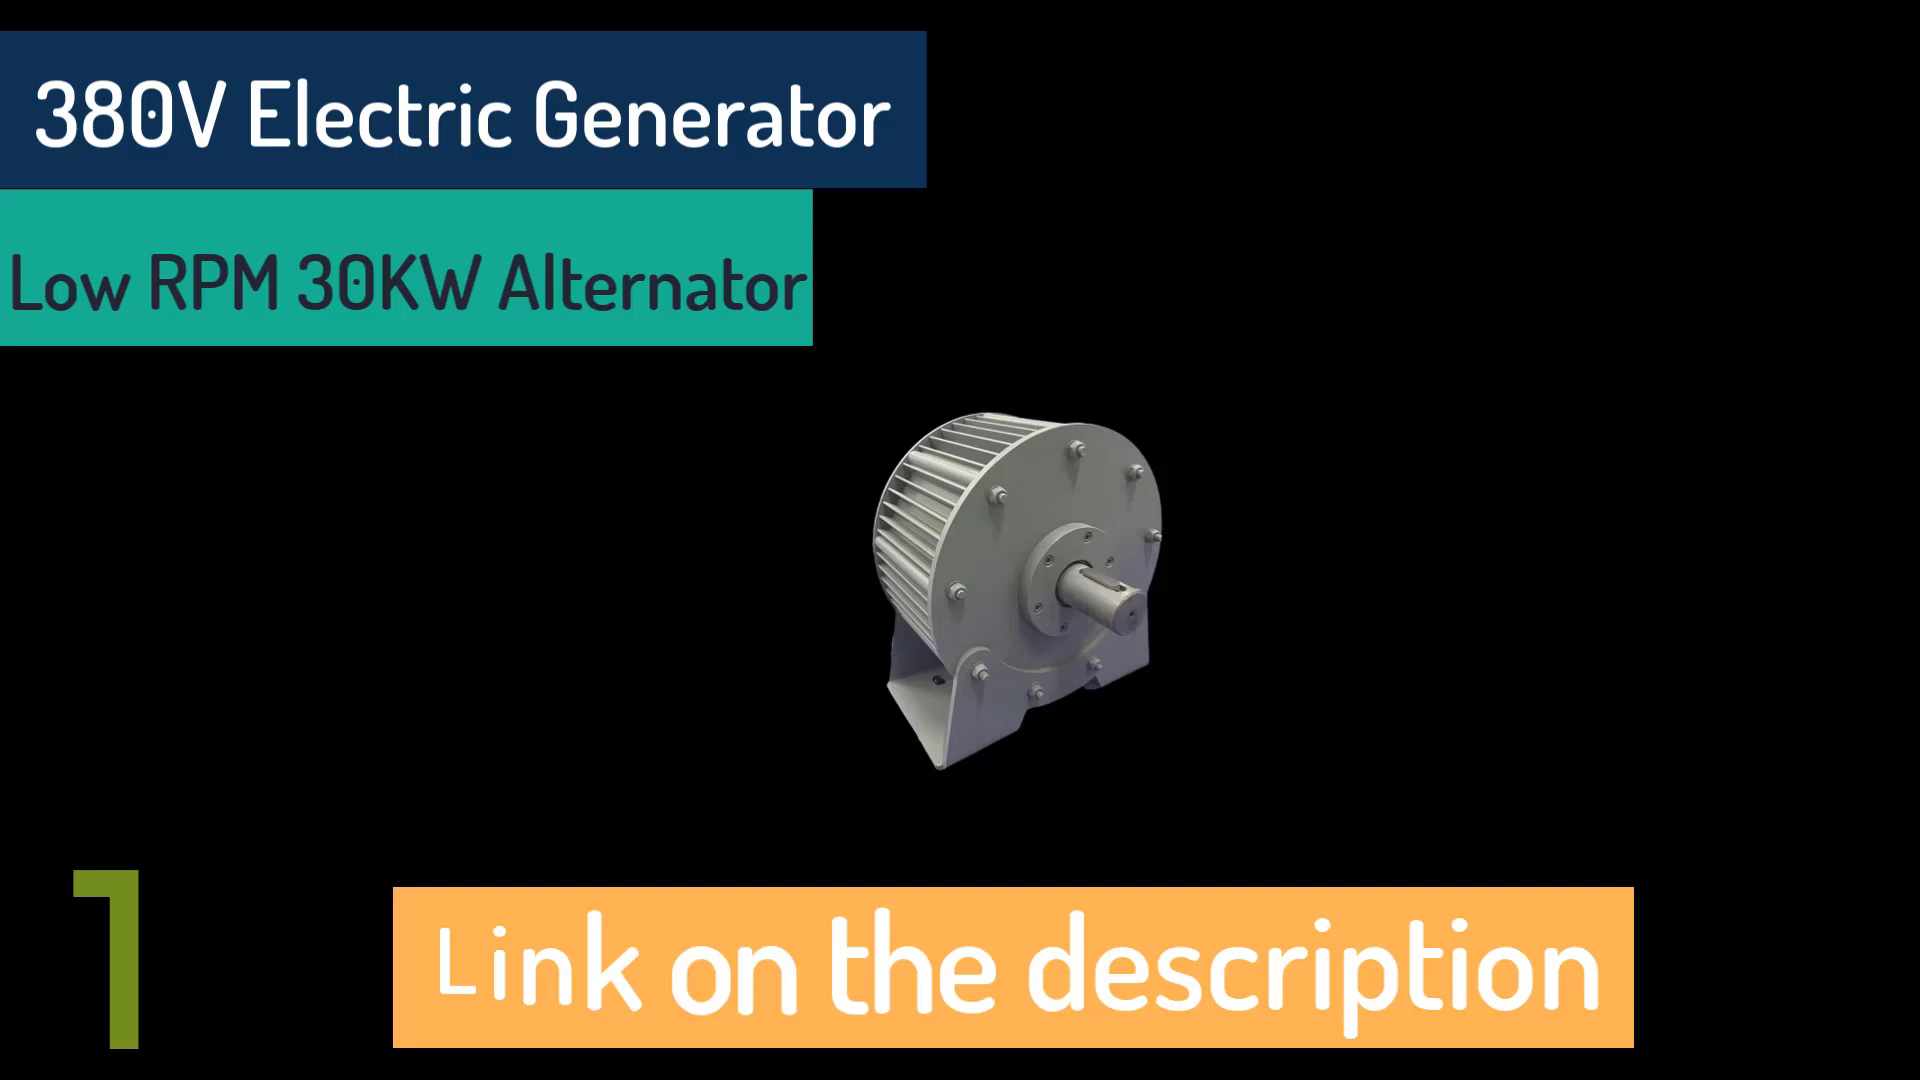 380V Electric Generator
Low RPM 30KW Alternator
1
Link on the description